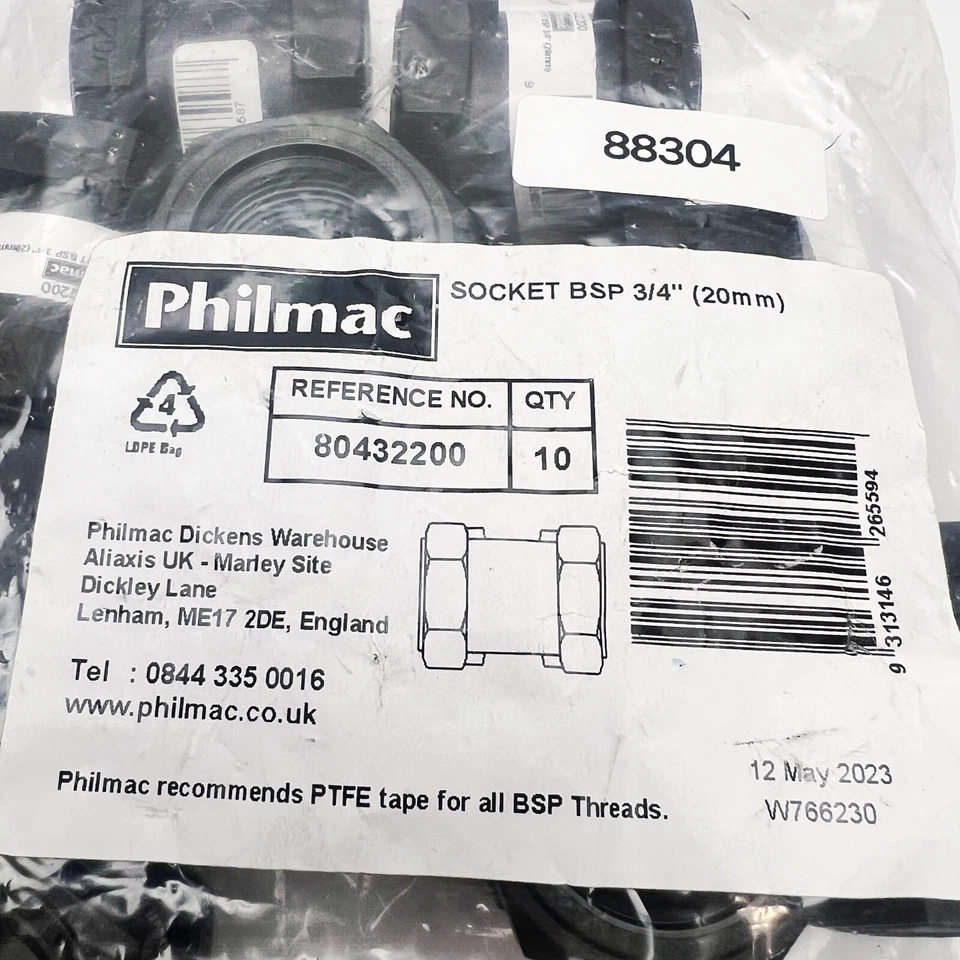 88304
Philmac
SOCKET BSP 3/4" (20mm)
4
LDPE Bag
REFERENCE NO. QTY
80432200 10
Philmac Dickens Warehouse
Aliaxis UK - Marley Site
Dickley Lane
Lenham, ME17 2DE, England
Tel : 0844 335 0016
www.philmac.co.uk
9 313146 265594
12 May 2023
W766230
Philmac recommends PTFE tape for all BSP Threads.